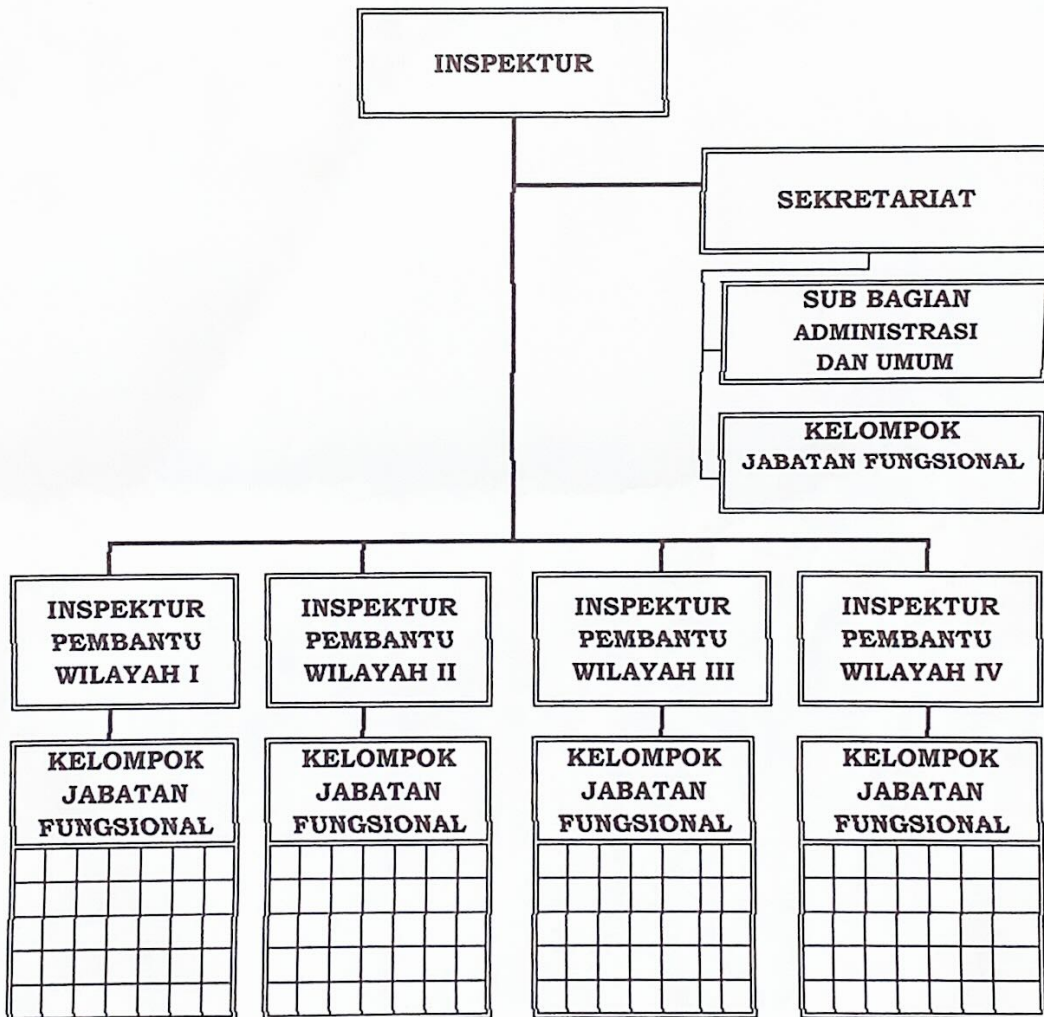 INSPEKTUR
SEKRETARIAT
SUB BAGIAN
ADMINISTRASI
DAN UMUM
KELOMPOK
JABATAN FUNGSIONAL
INSPEKTUR
PEMBANTU
WILAYAH I
INSPEKTUR
PEMBANTU
WILAYAH II
INSPEKTUR
PEMBANTU
WILAYAH III
INSPEKTUR
PEMBANTU
WILAYAH IV
KELOMPOK
JABATAN
FUNGSIONAL
KELOMPOK
JABATAN
FUNGSIONAL
KELOMPOK
JABATAN
FUNGSIONAL
KELOMPOK
JABATAN
FUNGSIONAL